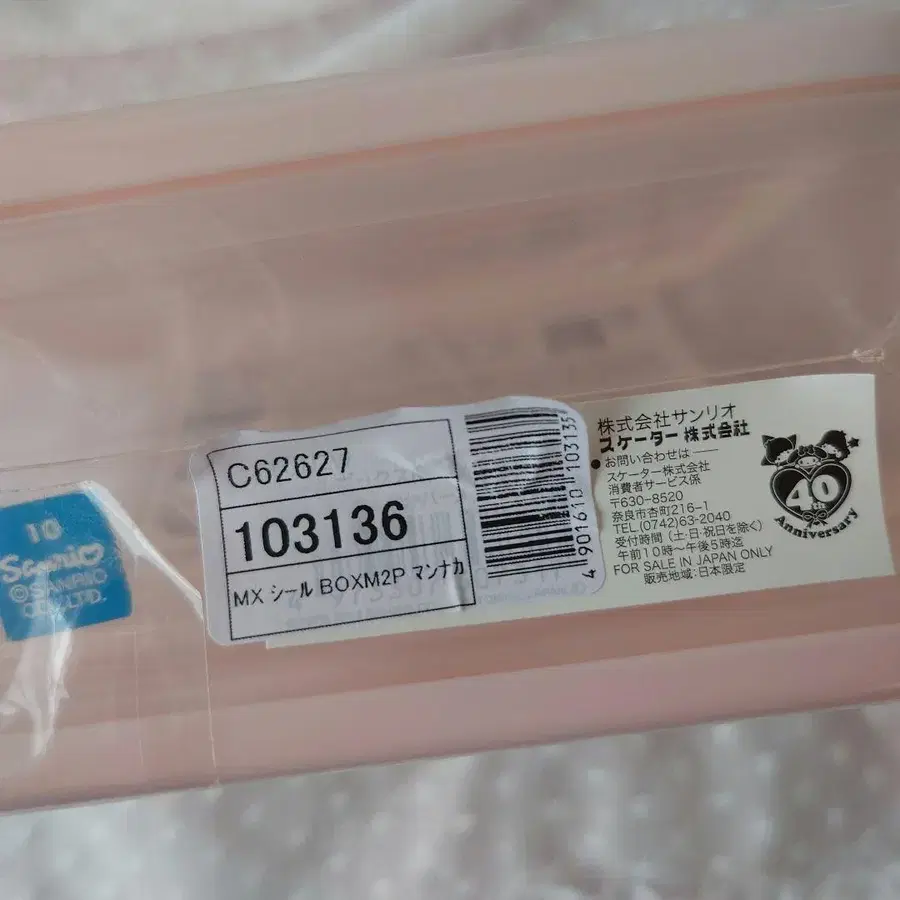 C62627
103136
MX シール BOXM2P マンナカ
4 901610 103135
株式会社サンリオ
スケーター株式会社
●お問い合わせは
スケーター株式会社
消費者サービス係
〒630-8520
奈良市杏町216-1
TEL.(0742)63-2040
受付時間(土・日・祝日を除く)
午前10時～午後5時迄
FOR SALE IN JAPAN ONLY
販売地域:日本限定
40th
Anniversary
10
Sanrio
©SANRIO
CO., LTD.